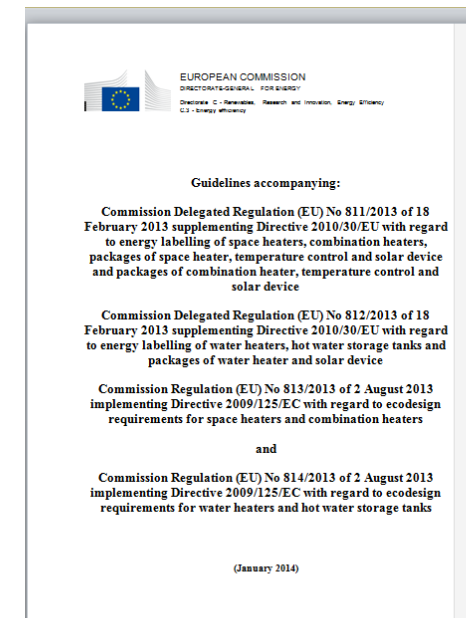 EUROPEAN COMMISSION
DIRECTORATE-GENERAL FOR ENERGY
Directorate C - Renewables, Research and Innovation, Energy Efficiency
C.3 - Energy efficiency
Guidelines accompanying:
Commission Delegated Regulation (EU) No 811/2013 of 18
February 2013 supplementing Directive 2010/30/EU with regard
to energy labelling of space heaters, combination heaters,
packages of space heater, temperature control and solar device
and packages of combination heater, temperature control and
solar device
Commission Delegated Regulation (EU) No 812/2013 of 18
February 2013 supplementing Directive 2010/30/EU with regard
to energy labelling of water heaters, hot water storage tanks and
packages of water heater and solar device
Commission Regulation (EU) No 813/2013 of 2 August 2013
implementing Directive 2009/125/EC with regard to ecodesign
requirements for space heaters and combination heaters
and
Commission Regulation (EU) No 814/2013 of 2 August 2013
implementing Directive 2009/125/EC with regard to ecodesign
requirements for water heaters and hot water storage tanks
(January 2014)